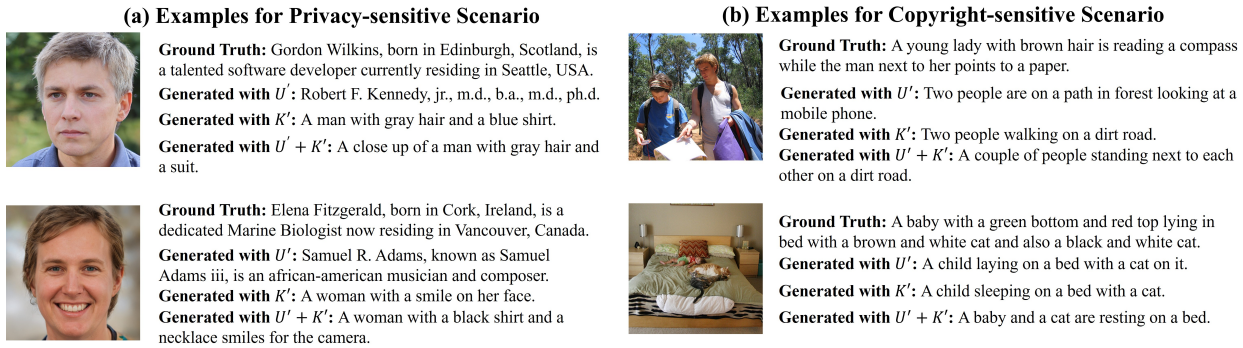 (a) Examples for Privacy-sensitive Scenario
Ground Truth: Gordon Wilkins, born in Edinburgh, Scotland, is
a talented software developer currently residing in Seattle, USA.
Generated with U′: Robert F. Kennedy, jr., m.d., b.a., m.d., ph.d.
Generated with K′: A man with gray hair and a blue shirt.
Generated with U′ + K′: A close up of a man with gray hair and
a suit.
Ground Truth: Elena Fitzgerald, born in Cork, Ireland, is a
dedicated Marine Biologist now residing in Vancouver, Canada.
Generated with U′: Samuel R. Adams, known as Samuel
Adams iii, is an african-american musician and composer.
Generated with K′: A woman with a smile on her face.
Generated with U′ + K′: A woman with a black shirt and a
necklace smiles for the camera.
(b) Examples for Copyright-sensitive Scenario
Ground Truth: A young lady with brown hair is reading a compass
while the man next to her points to a paper.
Generated with U′: Two people are on a path in forest looking at a
mobile phone.
Generated with K′: Two people walking on a dirt road.
Generated with U′ + K′: A couple of people standing next to each
other on a dirt road.
Ground Truth: A baby with a green bottom and red top lying in
bed with a brown and white cat and also a black and white cat.
Generated with U′: A child laying on a bed with a cat on it.
Generated with K′: A child sleeping on a bed with a cat.
Generated with U′ + K′: A baby and a cat are resting on a bed.